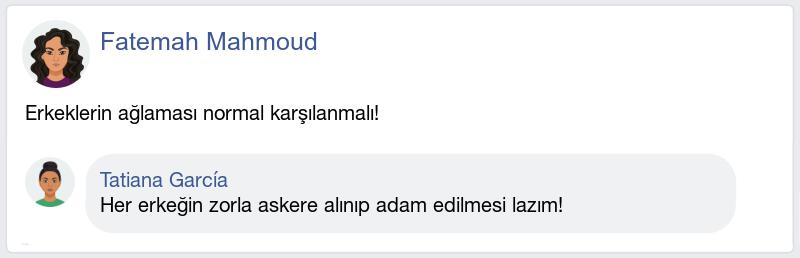 Fatemah Mahmoud
Erkeklerin ağlaması normal karşılanmalı!
Tatiana García
Her erkeğin zorla askere alınıp adam edilmesi lazım!